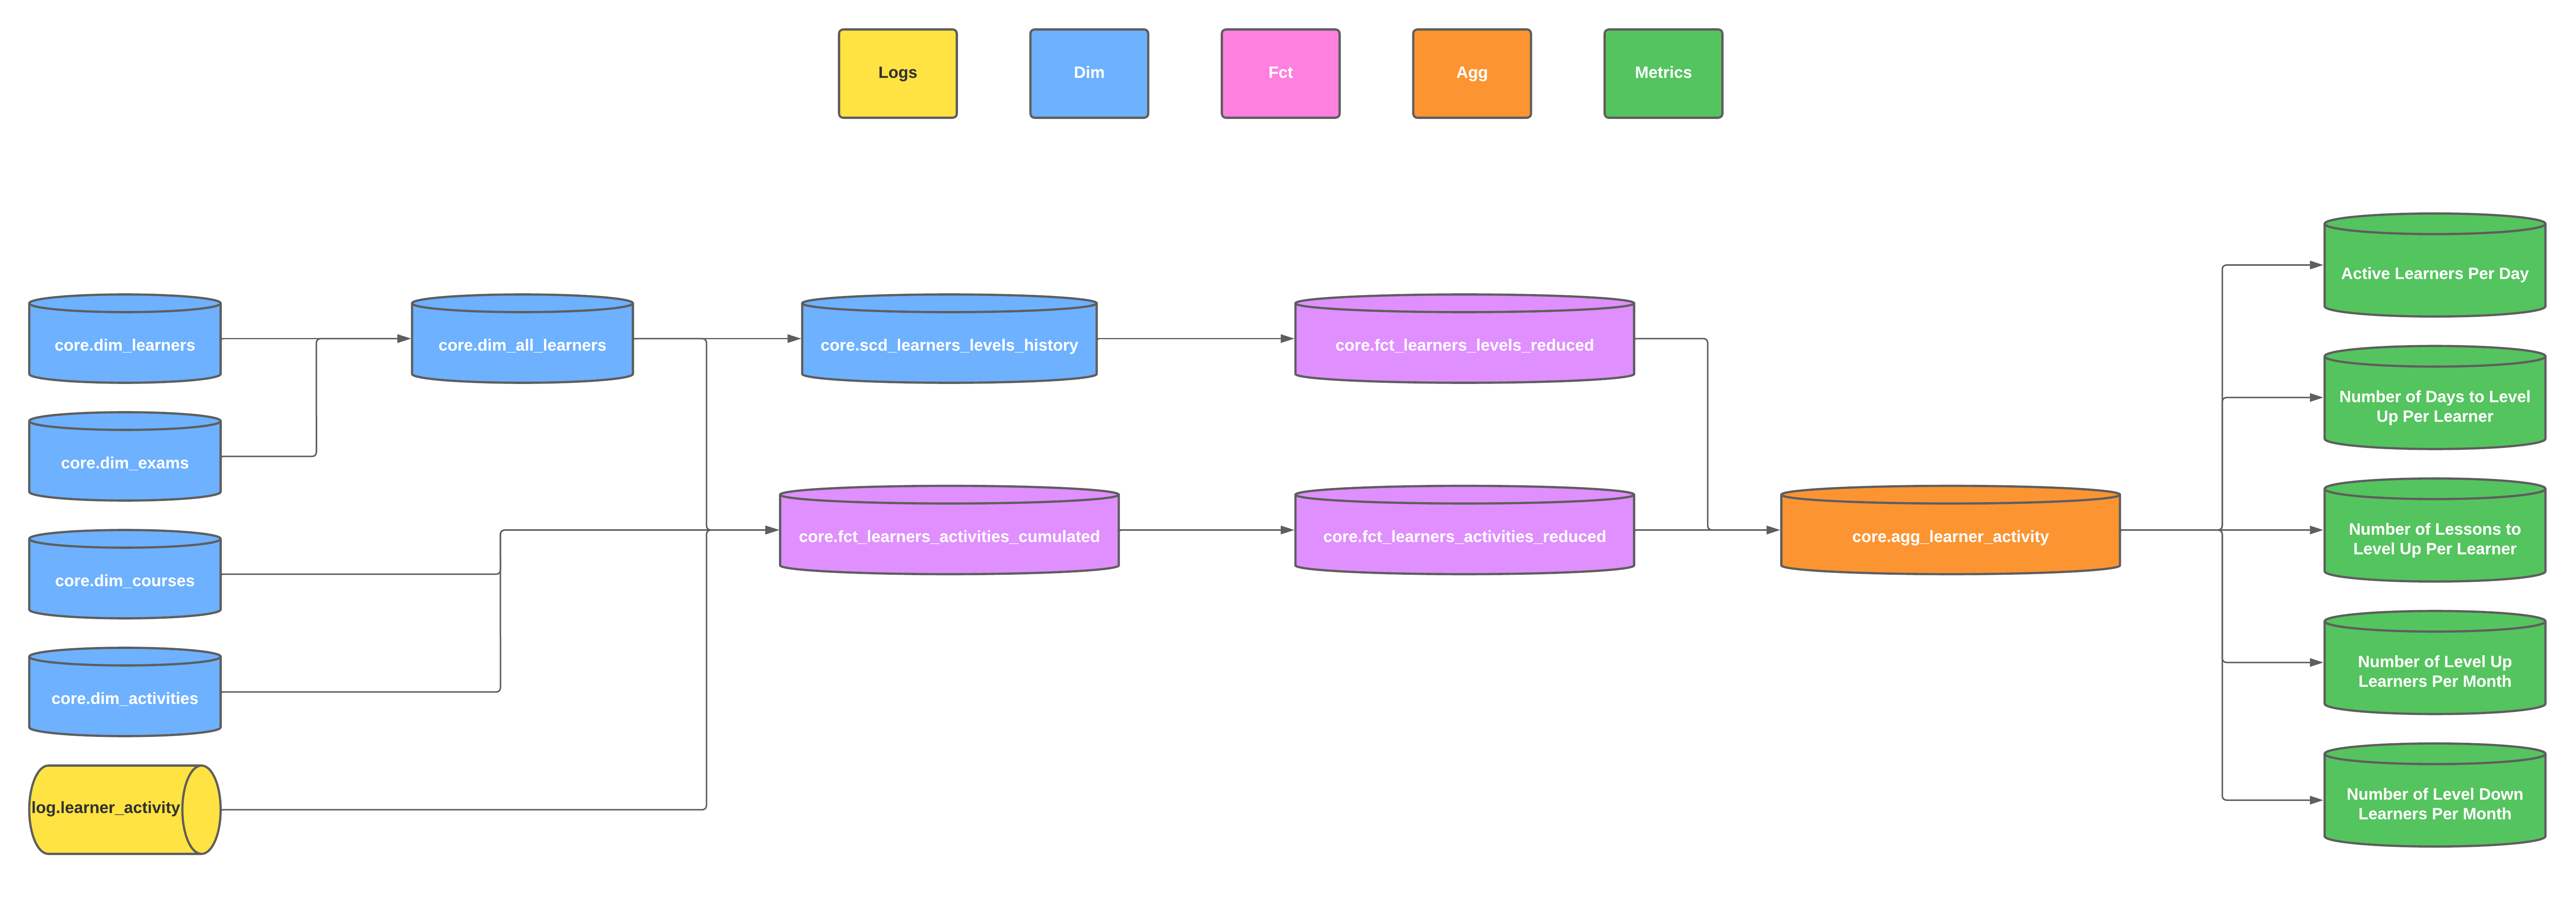 Logs
Dim
Fct
Agg
Metrics
Active Learners Per Day
core.dim_learners
core.dim_all_learners
core.scd_learners_levels_history
core.fct_learners_levels_reduced
Number of Days to Level
Up Per Learner
core.dim_exams
core.fct_learners_activities_cumulated
core.fct_learners_activities_reduced
core.agg_learner_activity
Number of Lessons to
Level Up Per Learner
core.dim_courses
Number of Level Up
Learners Per Month
core.dim_activities
Number of Level Down
Learners Per Month
log.learner_activity